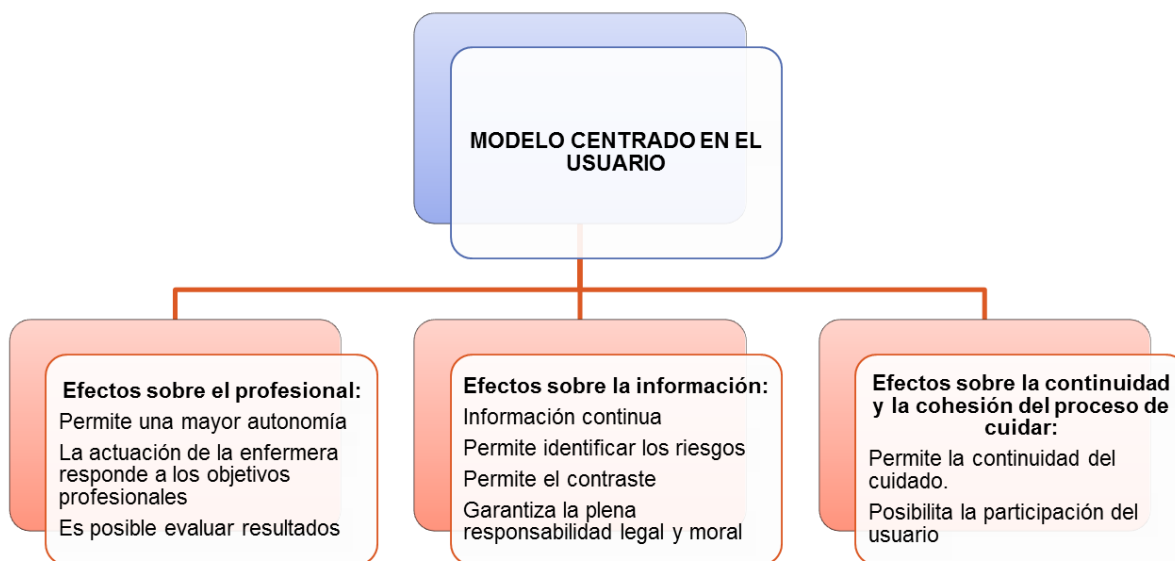 MODELO CENTRADO EN EL
USUARIO
Efectos sobre el profesional:
Permite una mayor autonomía
La actuación de la enfermera
responde a los objetivos
profesionales
Es posible evaluar resultados
Efectos sobre la información:
Información continua
Permite identificar los riesgos
Permite el contraste
Garantiza la plena
responsabilidad legal y moral
Efectos sobre la continuidad
y la cohesión del proceso de
cuidar:
Permite la continuidad del
cuidado.
Posibilita la participación del
usuario